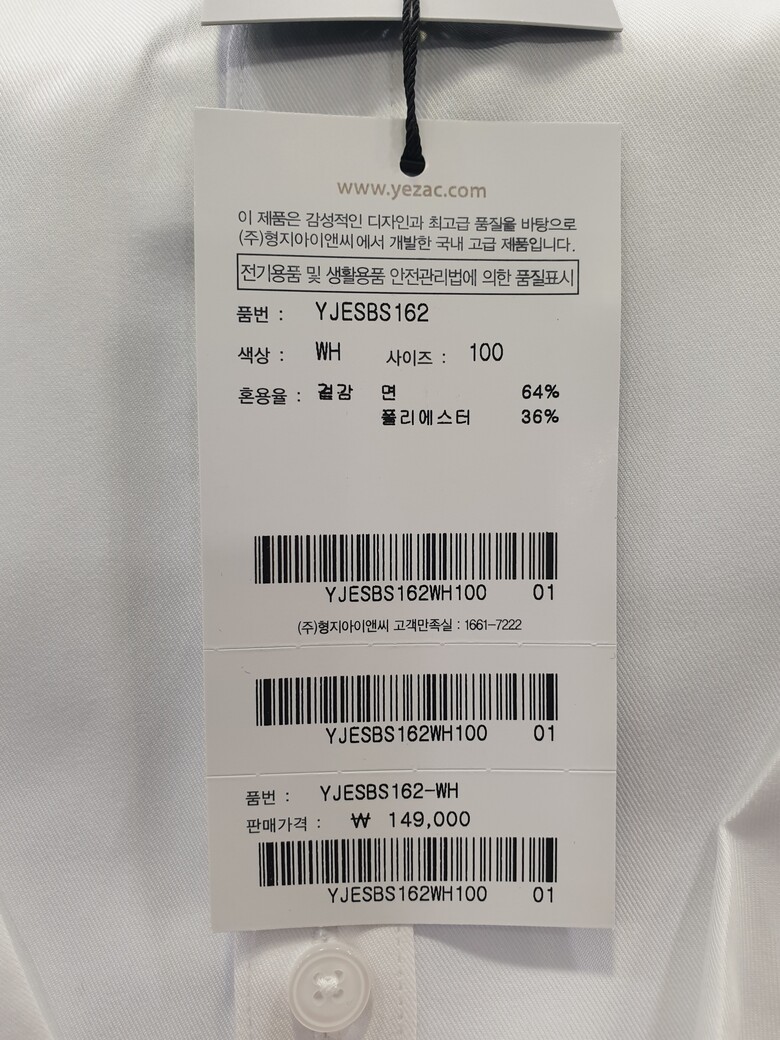 www.yezac.com
이 제품은 감성적인 디자인과 최고급 품질을 바탕으로
(주)형지아이앤씨에서 개발한 국내 고급 제품입니다.
전기용품 및 생활용품 안전관리법에 의한 품질표시
품번 : YJESBS162
색상 : WH 사이즈 : 100
혼용율 : 겉감 면 64%
폴리에스터 36%
YJESBS162WH100 01
(주)형지아이앤씨 고객만족실 : 1661-7222
YJESBS162WH100 01
품번 : YJESBS162-WH
판매가격 : ₩ 149,000
YJESBS162WH100 01